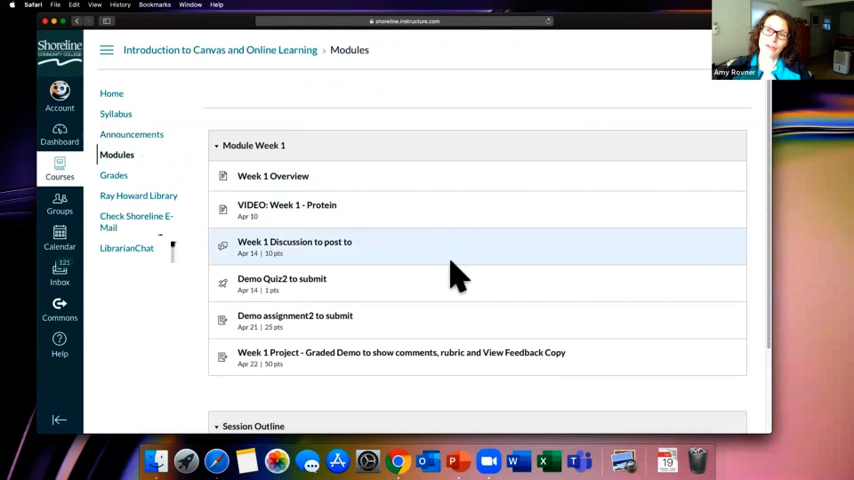 Safari File Edit View History Bookmarks Window Help
shoreline.instructure.com
Shoreline
COMMUNITY COLLEGE
Introduction to Canvas and Online Learning > Modules
Amy Rovner
Account
Dashboard
Courses
Groups
Calendar
121
Inbox
Commons
Help
Home
Syllabus
Announcements
Modules
Grades
Ray Howard Library
Check Shoreline E-
Mail
LibrarianChat
Module Week 1
Week 1 Overview
VIDEO: Week 1 - Protein
Apr 10
Week 1 Discussion to post to
Apr 14 | 10 pts
Demo Quiz2 to submit
Apr 14 | 1 pts
Demo assignment2 to submit
Apr 21 | 25 pts
Week 1 Project - Graded Demo to show comments, rubric and View Feedback Copy
Apr 22 | 50 pts
Session Outline
19